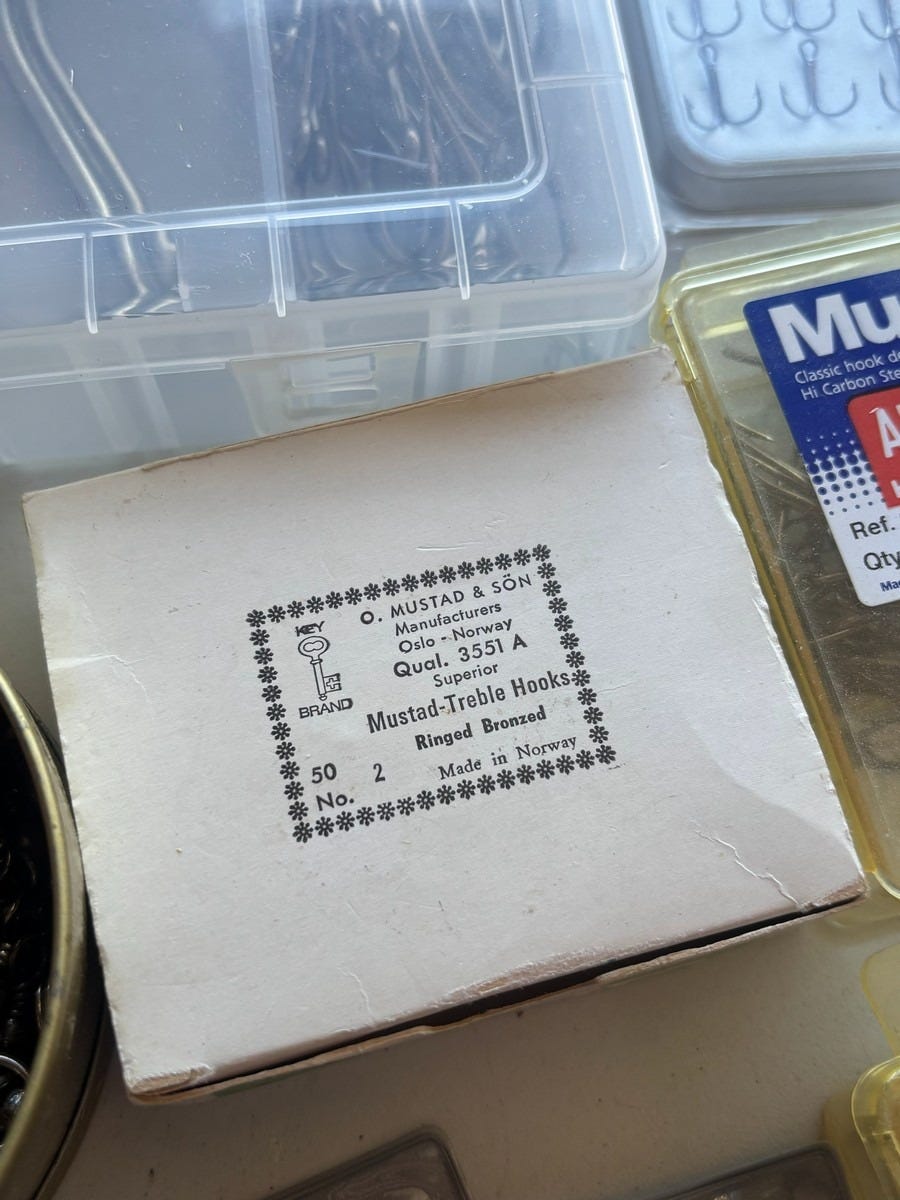 O. MUSTAD & SÖN
Manufacturers
Oslo - Norway
Qual. 3551 A
Superior
Mustad-Treble Hooks
Ringed Bronzed
Made in Norway
KEY
BRAND
50
No. 2
Mu
Classic hook de
Hi Carbon Ste
Ref.
Qty
Ma